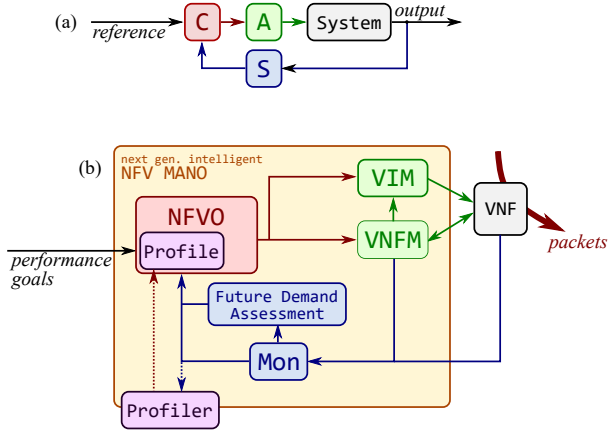 (a)
reference
C
A
System
output
S
(b)
next gen. intelligent
NFV MANO
NFVO
Profile
VIM
VNFM
VNF
packets
performance
goals
Future Demand
Assessment
Mon
Profiler